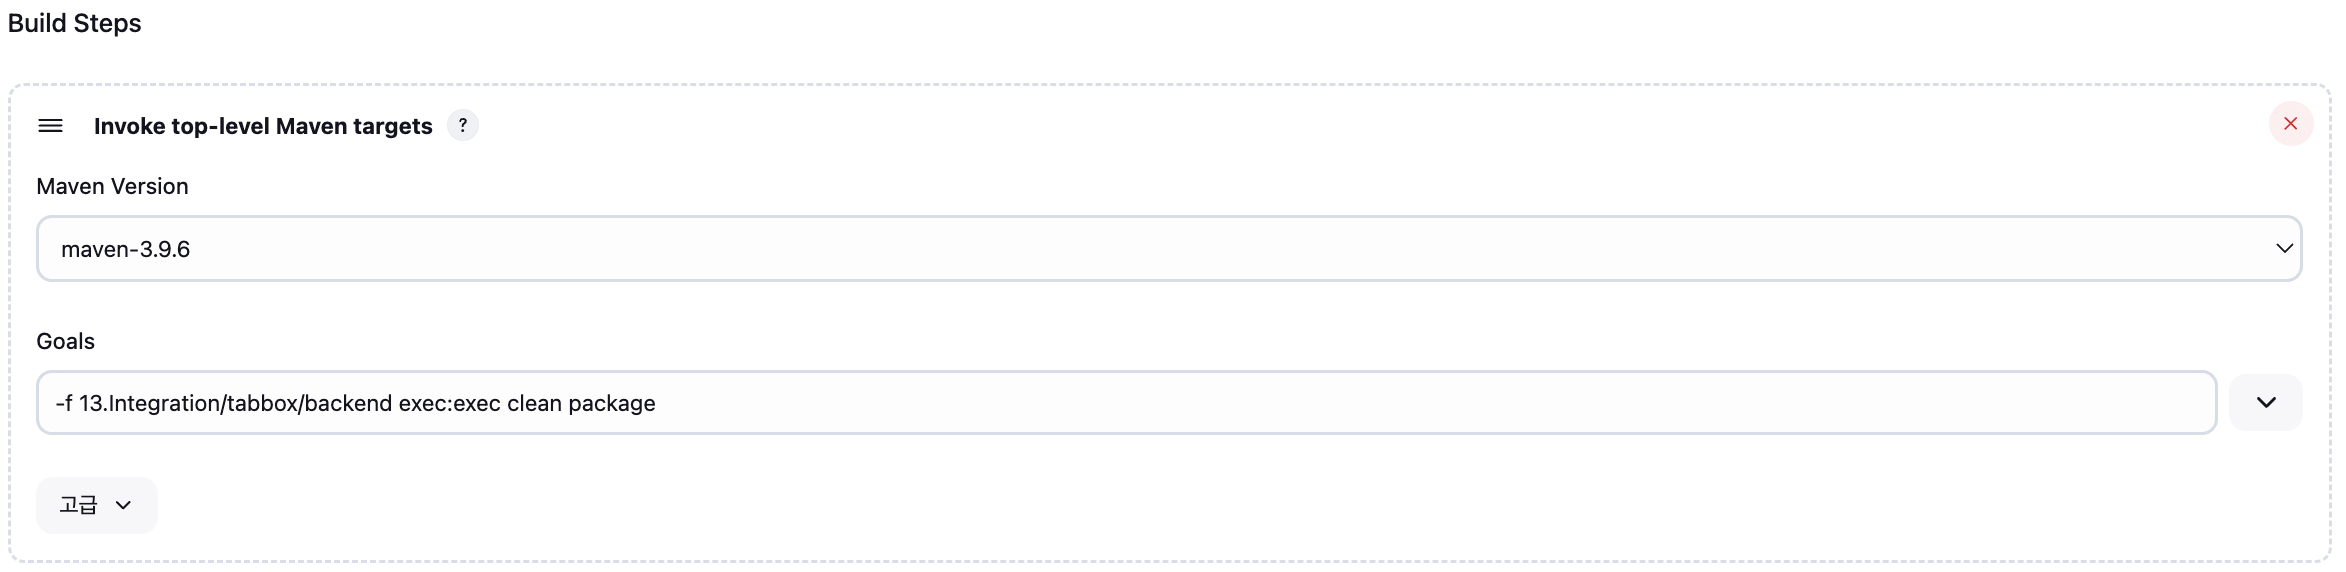 Build Steps
Invoke top-level Maven targets ?
Maven Version
maven-3.9.6
Goals
-f 13.Integration/tabbox/backend exec:exec clean package
고급